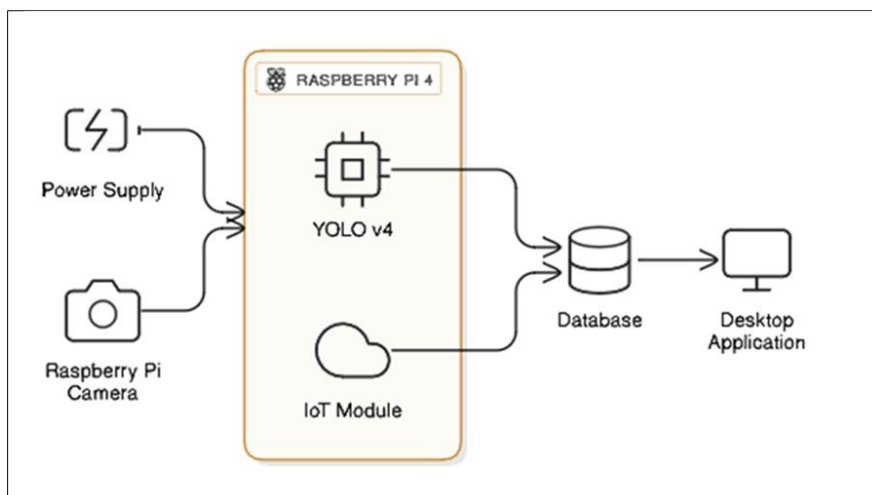 RASPBERRY PI 4
Power Supply
YOLO v4
Raspberry Pi
Camera
IoT Module
Database
Desktop
Application